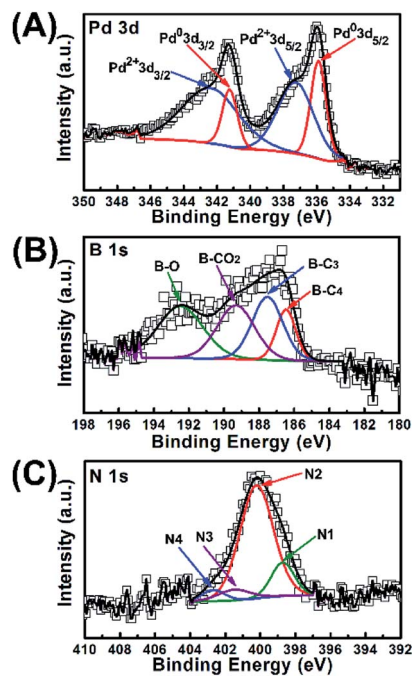 (A)
Pd 3d
Pd⁰3d₃/₂
Pd²⁺3d₅/₂
Pd⁰3d₅/₂
Pd²⁺3d₃/₂
Intensity (a.u.)
350 348 346 344 342 340 338 336 334 332
Binding Energy (eV)
(B)
B 1s
B-O
B-CO₂
B-C₃
B-C₄
Intensity (a.u.)
198 196 194 192 190 188 186 184 182 180
Binding Energy (eV)
(C)
N 1s
N2
N4
N3
N1
Intensity (a.u.)
410 408 406 404 402 400 398 396 394 392
Binding Energy (eV)